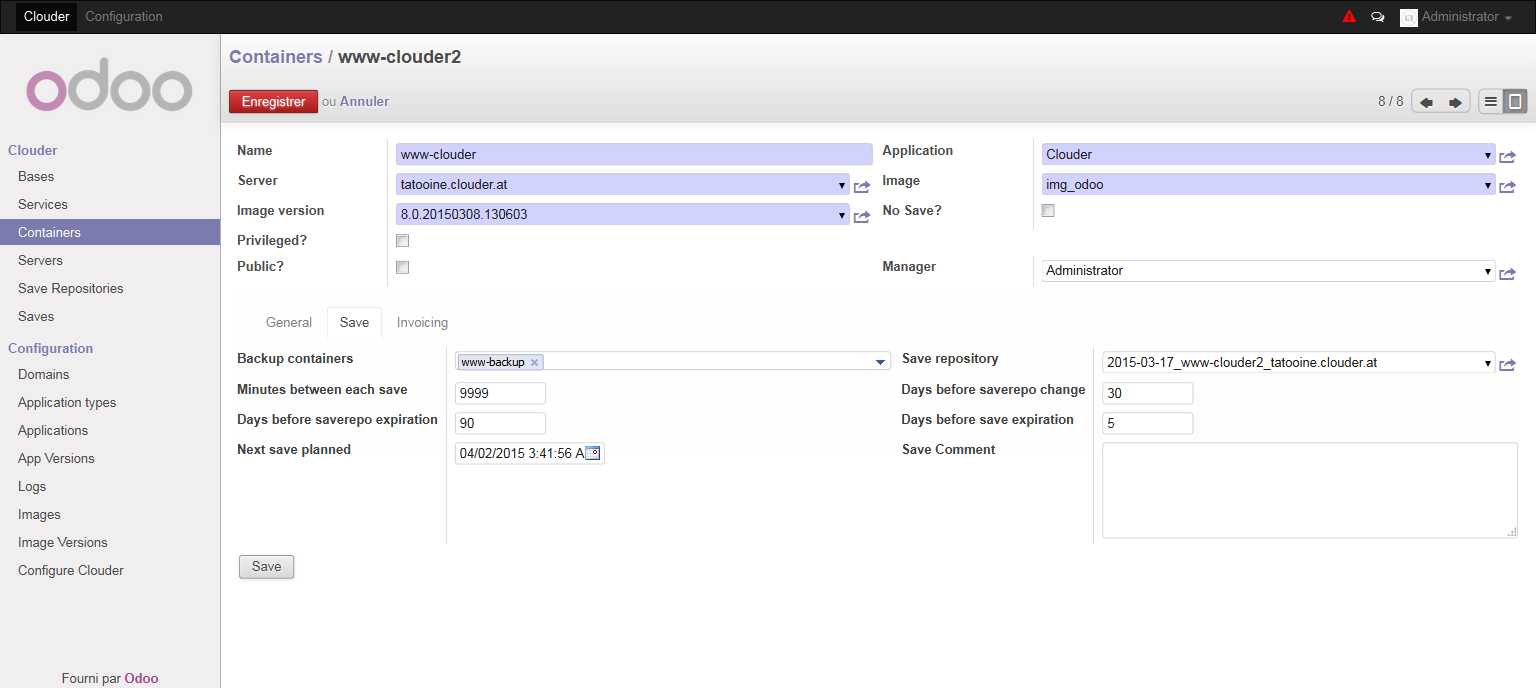 Clouder Configuration Administrator
odoo
Containers / www-clouder2
Enregistrer ou Annuler 8 / 8
Clouder
Bases
Services
Containers
Servers
Save Repositories
Saves
Configuration
Domains
Application types
Applications
App Versions
Logs
Images
Image Versions
Configure Clouder
Fourni par Odoo
Name www-clouder Application Clouder
Server tatooine.clouder.at Image img_odoo
Image version 8.0.20150308.130603 No Save?
Privileged?
Public? Manager Administrator
General Save Invoicing
Backup containers www-backup × Save repository 2015-03-17_www-clouder2_tatooine.clouder.at
Minutes between each save 9999 Days before saverepo change 30
Days before saverepo expiration 90 Days before save expiration 5
Next save planned 04/02/2015 3:41:56 A Save Comment
Save